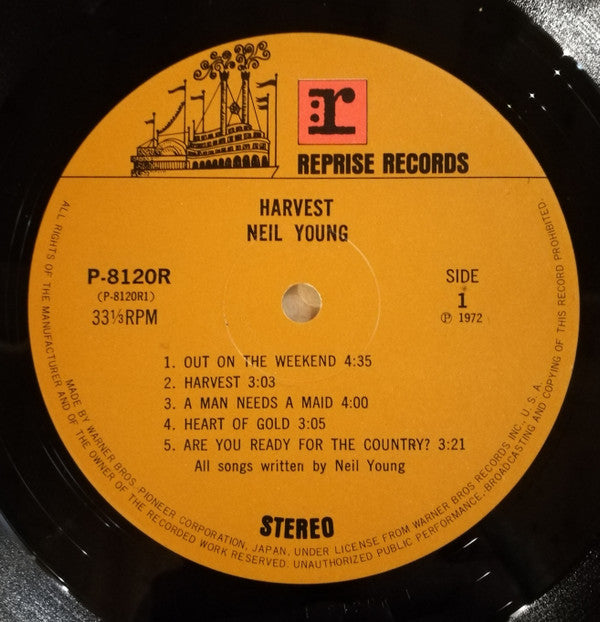 r
REPRISE RECORDS
HARVEST
NEIL YOUNG
P-8120R
(P-8120R1)
33⅓RPM
SIDE
1
Ⓟ 1972
1. OUT ON THE WEEKEND 4:35
2. HARVEST 3:03
3. A MAN NEEDS A MAID 4:00
4. HEART OF GOLD 3:05
5. ARE YOU READY FOR THE COUNTRY? 3:21
All songs written by Neil Young
STEREO
MADE BY WARNER BROS-PIONEER CORPORATION, JAPAN, UNDER LICENSE FROM WARNER BROS RECORDS INC. U. S. A.
ALL RIGHTS OF THE MANUFACTURER AND OF THE OWNER OF THE RECORDED WORK RESERVED. UNAUTHORIZED PUBLIC PERFORMANCE, BROADCASTING AND COPYING OF THIS RECORD PROHIBITED.